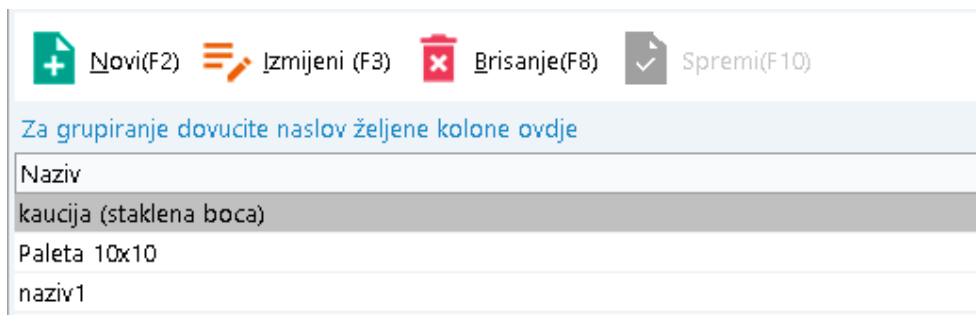 Novi(F2) Izmijeni (F3) Brisanje(F8) Spremi(F10)
Za grupiranje dovucite naslov željene kolone ovdje
Naziv
kaucija (staklena boca)
Paleta 10x10
naziv1